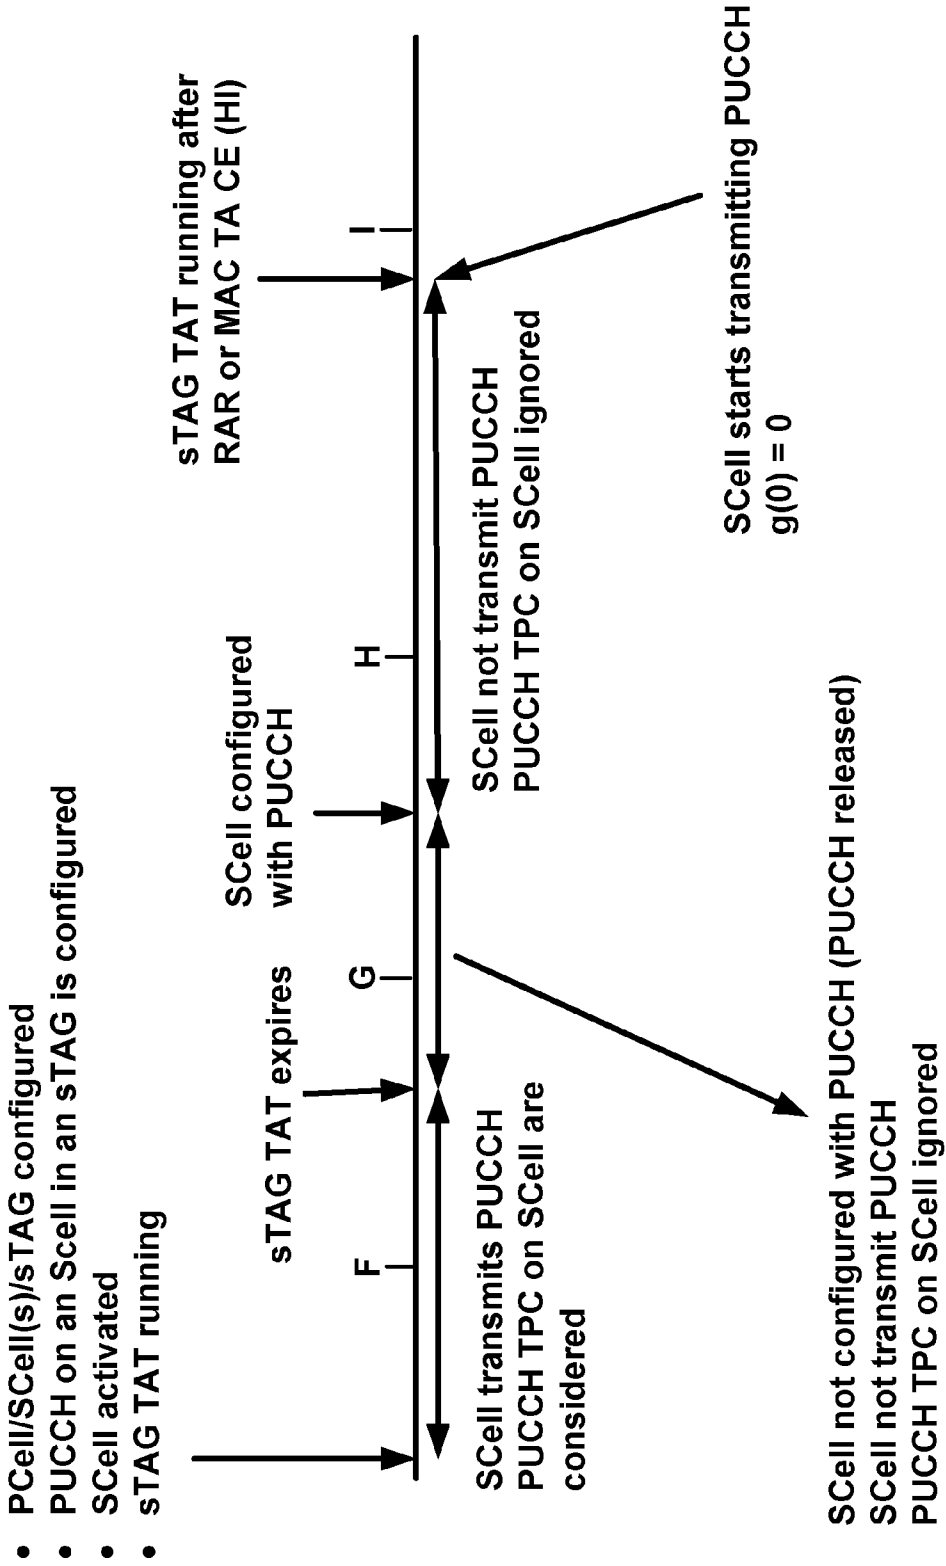 • PCell/SCell(s)/sTAG configured
• PUCCH on an Scell in an sTAG is configured
• SCell activated
• sTAG TAT running
sTAG TAT expires
SCell configured
with PUCCH
sTAG TAT running after
RAR or MAC TA CE (HI)
F
G
H
I
SCell transmits PUCCH
PUCCH TPC on SCell are
considered
SCell not transmit PUCCH
PUCCH TPC on SCell ignored
SCell starts transmitting PUCCH
g(0) = 0
SCell not configured with PUCCH (PUCCH released)
SCell not transmit PUCCH
PUCCH TPC on SCell ignored